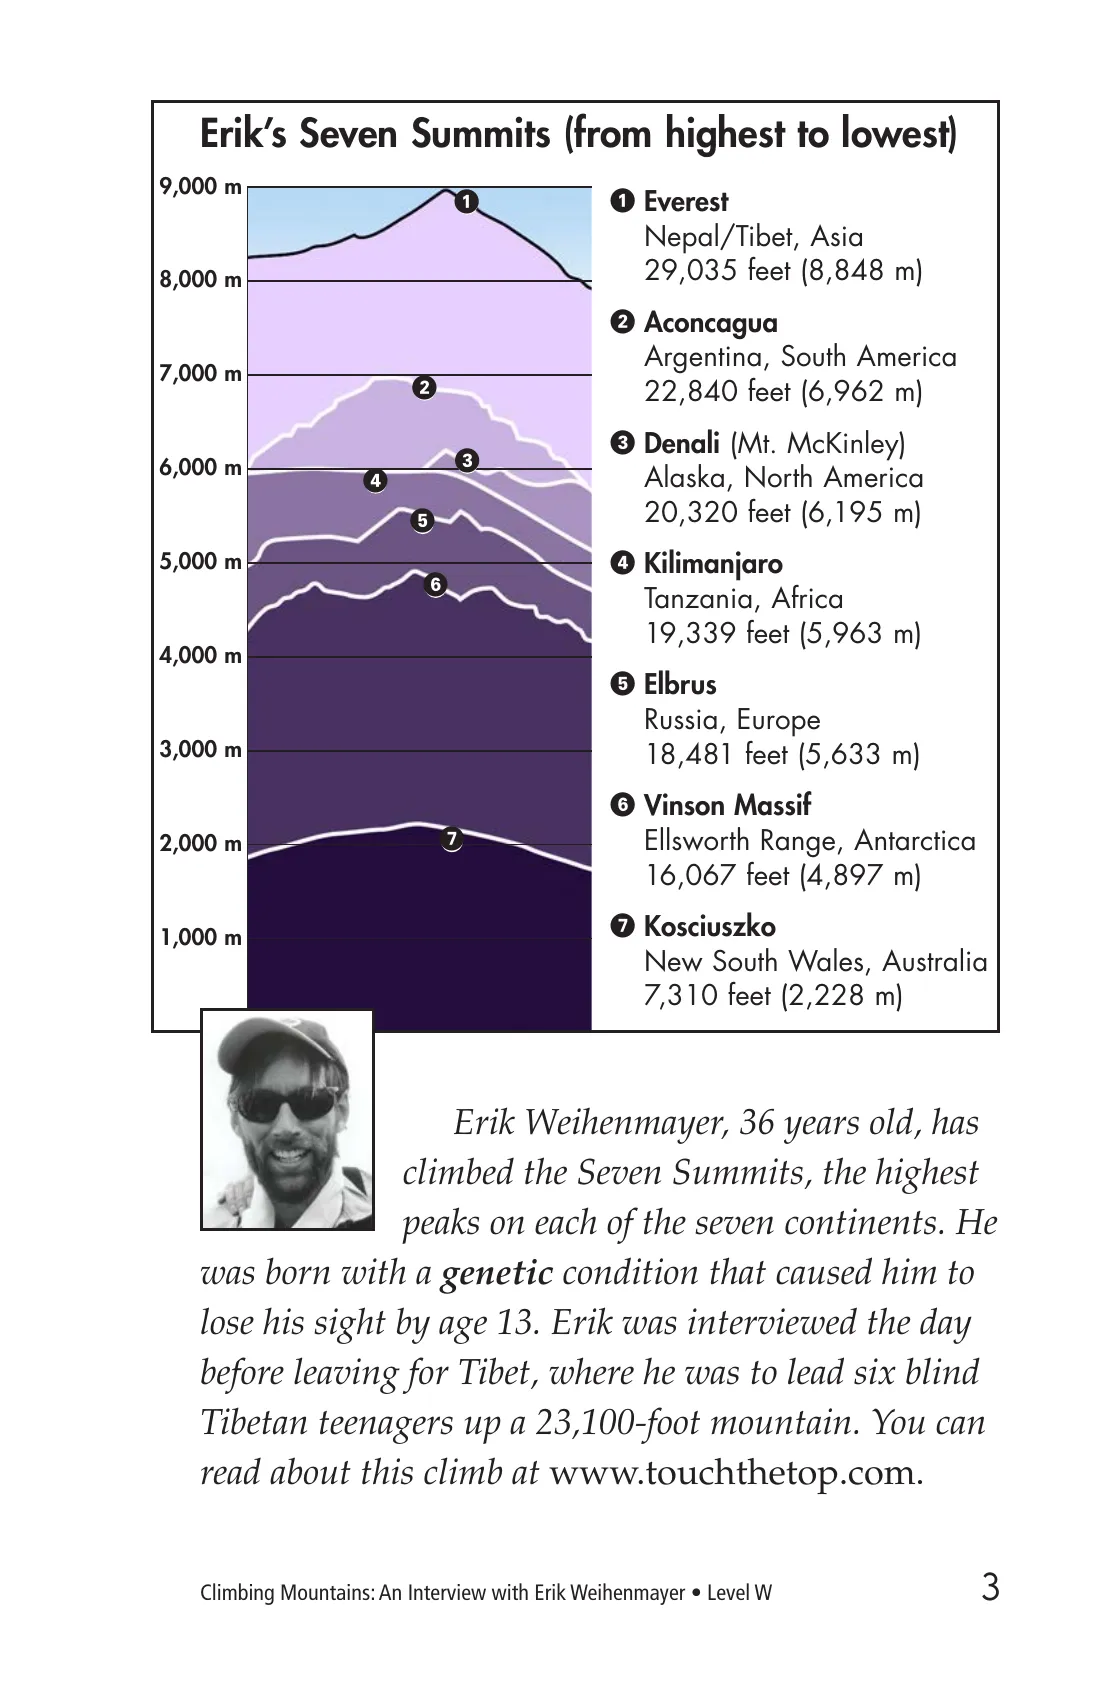 Erik’s Seven Summits (from highest to lowest)
9,000 m
8,000 m
7,000 m
6,000 m
5,000 m
4,000 m
3,000 m
2,000 m
1,000 m
1
2
3
4
5
6
7
❶ Everest
Nepal/Tibet, Asia
29,035 feet (8,848 m)
❷ Aconcagua
Argentina, South America
22,840 feet (6,962 m)
❸ Denali (Mt. McKinley)
Alaska, North America
20,320 feet (6,195 m)
❹ Kilimanjaro
Tanzania, Africa
19,339 feet (5,963 m)
❺ Elbrus
Russia, Europe
18,481 feet (5,633 m)
❻ Vinson Massif
Ellsworth Range, Antarctica
16,067 feet (4,897 m)
❼ Kosciuszko
New South Wales, Australia
7,310 feet (2,228 m)
Erik Weihenmayer, 36 years old, has
climbed the Seven Summits, the highest
peaks on each of the seven continents. He
was born with a genetic condition that caused him to
lose his sight by age 13. Erik was interviewed the day
before leaving for Tibet, where he was to lead six blind
Tibetan teenagers up a 23,100-foot mountain. You can
read about this climb at www.touchthetop.com.
Climbing Mountains: An Interview with Erik Weihenmayer • Level W
3